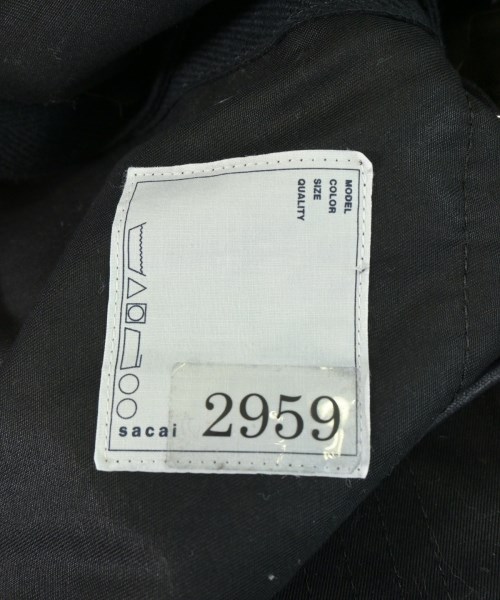 MODEL
COLOR
SIZE
QUALITY
sacai
2959